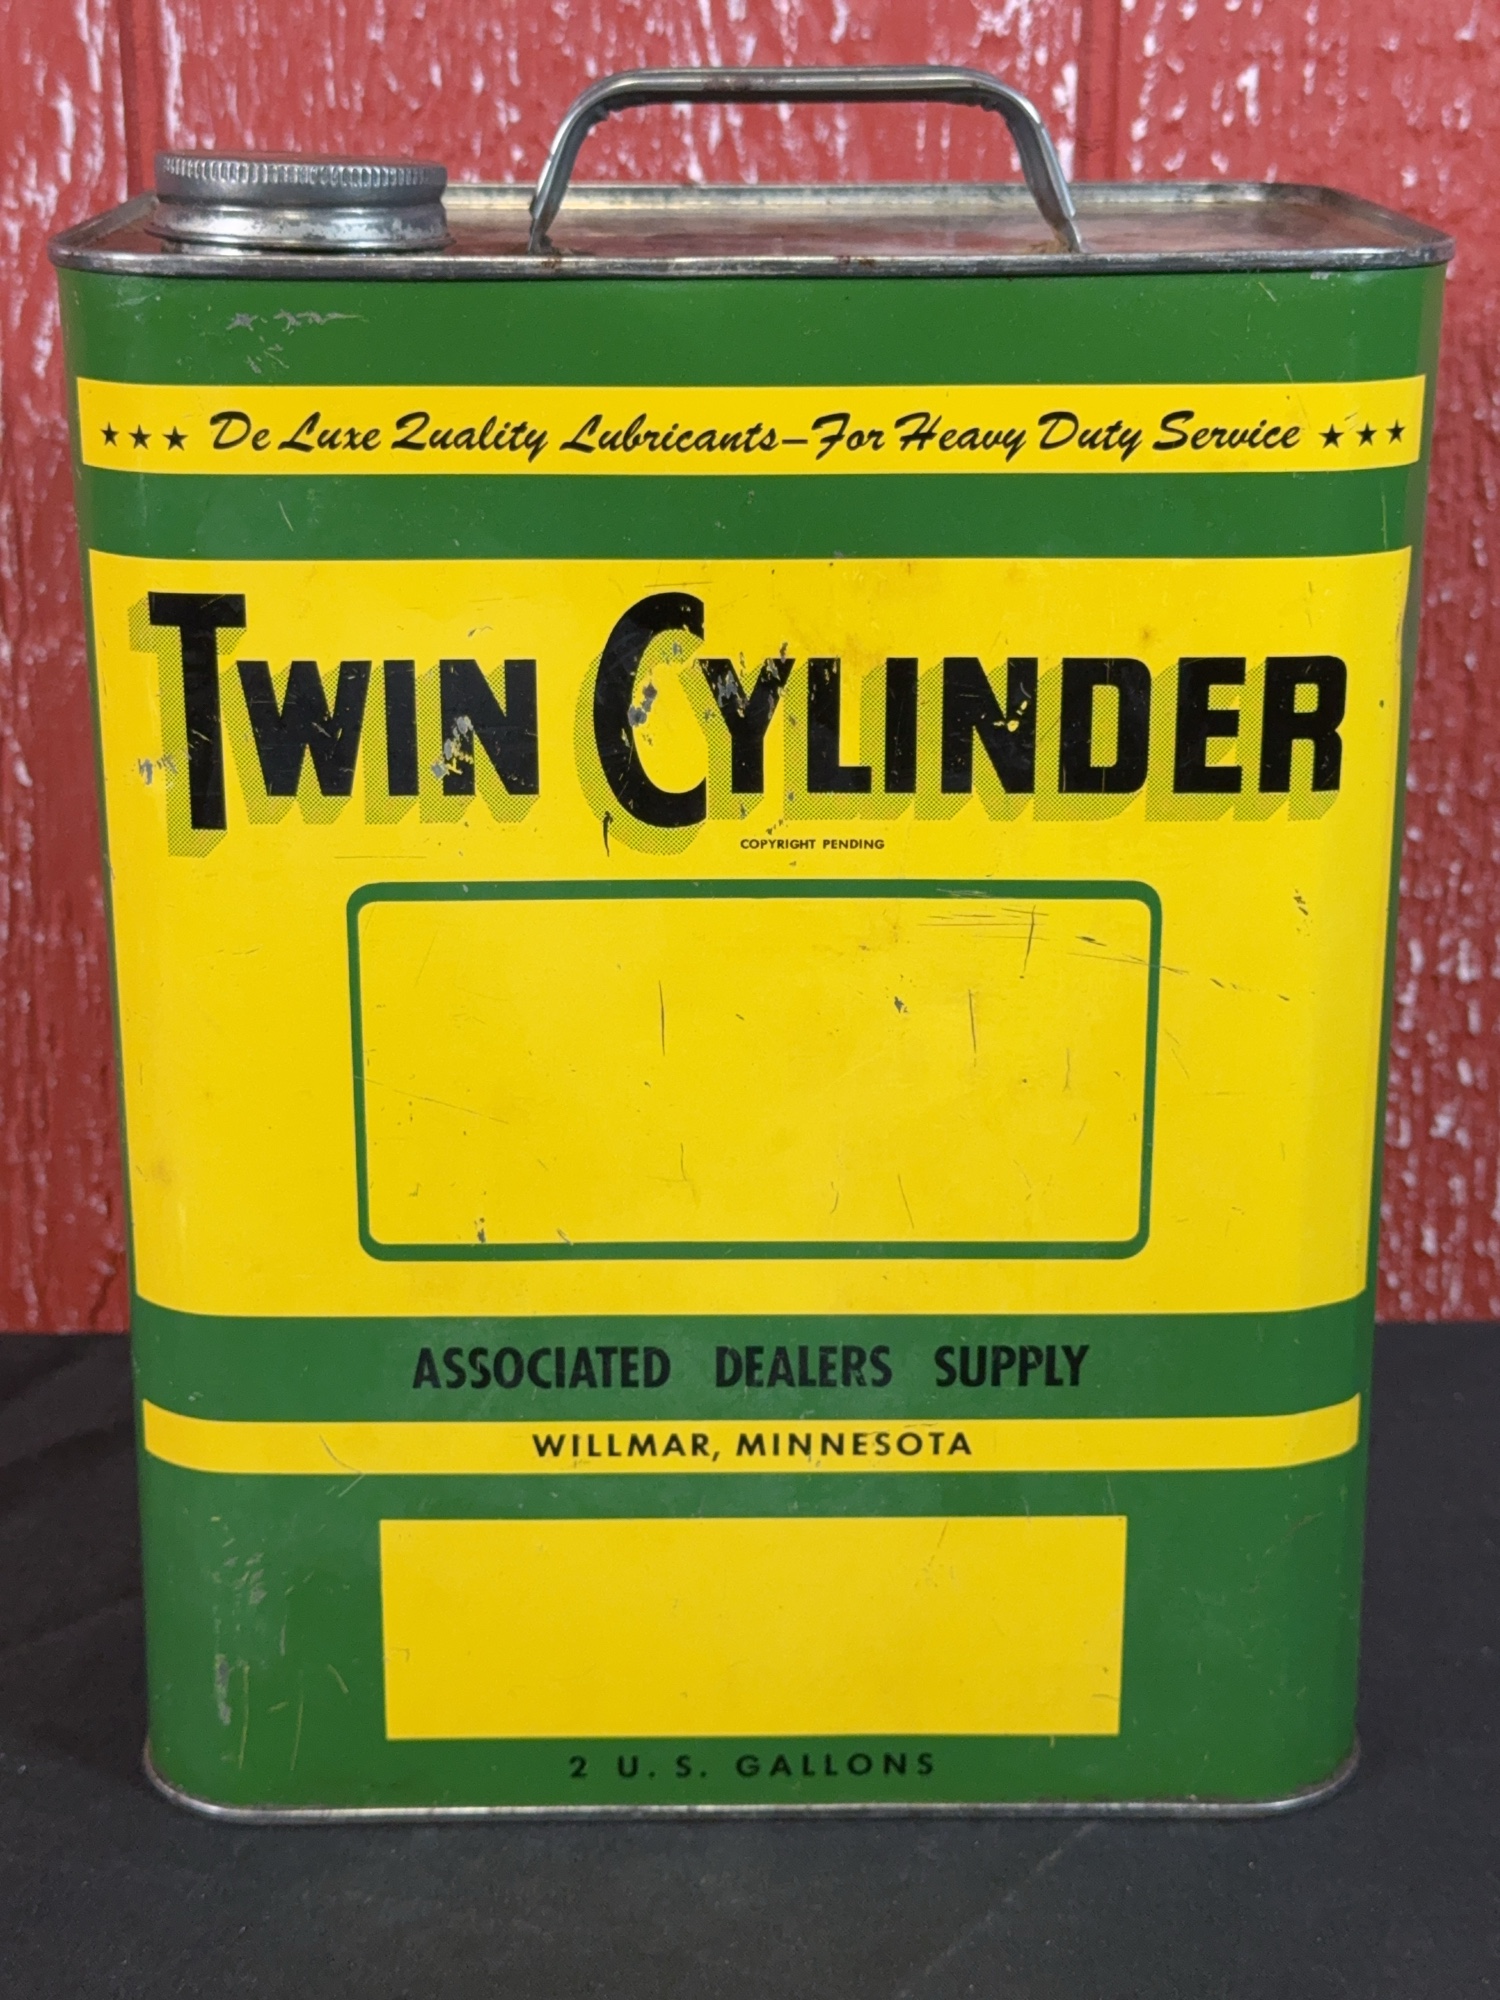 ★ ★ ★ De Luxe Quality Lubricants–For Heavy Duty Service ★ ★ ★
TWIN CYLINDER
COPYRIGHT PENDING
ASSOCIATED DEALERS SUPPLY
WILLMAR, MINNESOTA
2 U. S. GALLONS